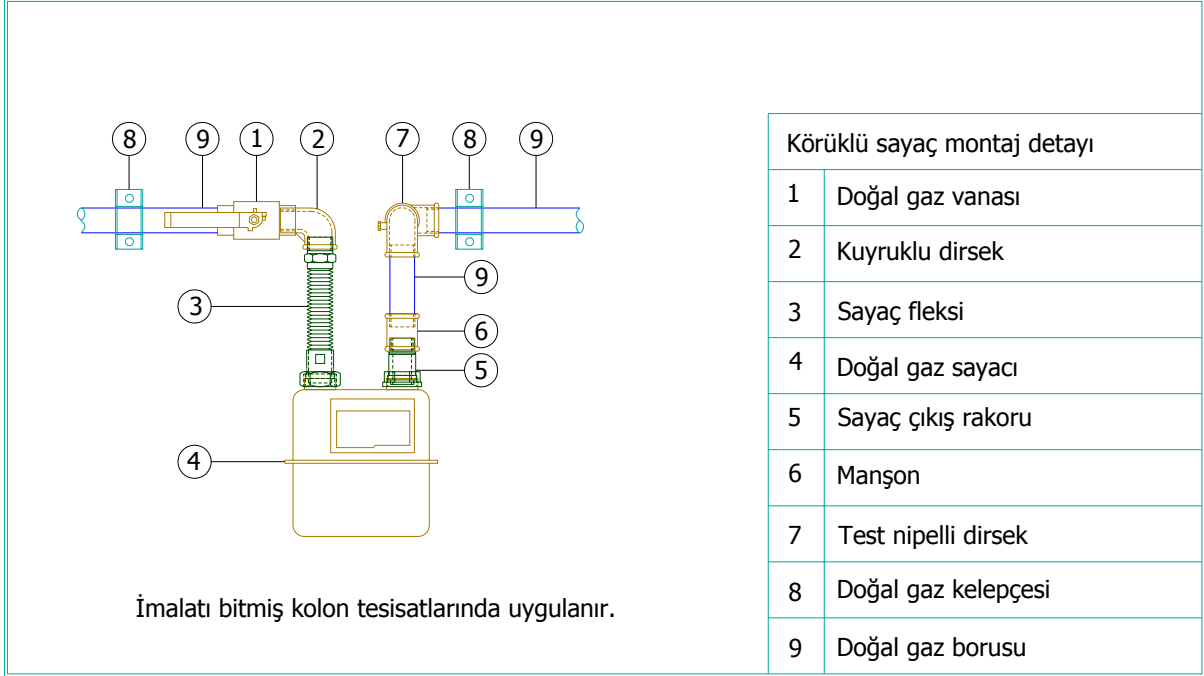 8 9 1 2 7 8 9
9
3
6
5
4
İmalatı bitmiş kolon tesisatlarında uygulanır.
Körüklü sayaç montaj detayı
1 Doğal gaz vanası
2 Kuyruklu dirsek
3 Sayaç fleksi
4 Doğal gaz sayacı
5 Sayaç çıkış rakoru
6 Manşon
7 Test nipelli dirsek
8 Doğal gaz kelepçesi
9 Doğal gaz borusu